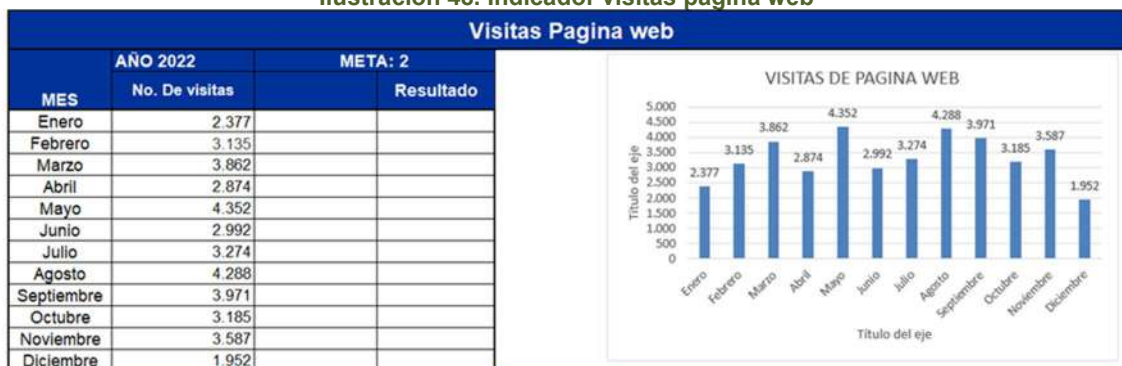 Ilustración 48. Indicador visitas pagina web
Visitas Pagina web
AÑO 2022 META: 2
MES No. De visitas Resultado
Enero 2.377
Febrero 3.135
Marzo 3.862
Abril 2.874
Mayo 4.352
Junio 2.992
Julio 3.274
Agosto 4.288
Septiembre 3.971
Octubre 3.185
Noviembre 3.587
Diciembre 1.952
VISITAS DE PAGINA WEB
Título del eje
5.000
4.500
4.000
3.500
3.000
2.500
2.000
1.500
1.000
500
0
2.377 3.135 3.862 2.874 4.352 2.992 3.274 4.288 3.971 3.185 3.587 1.952
Enero Febrero Marzo Abril Mayo Junio Julio Agosto Septiembre Octubre Noviembre Diciembre
Título del eje